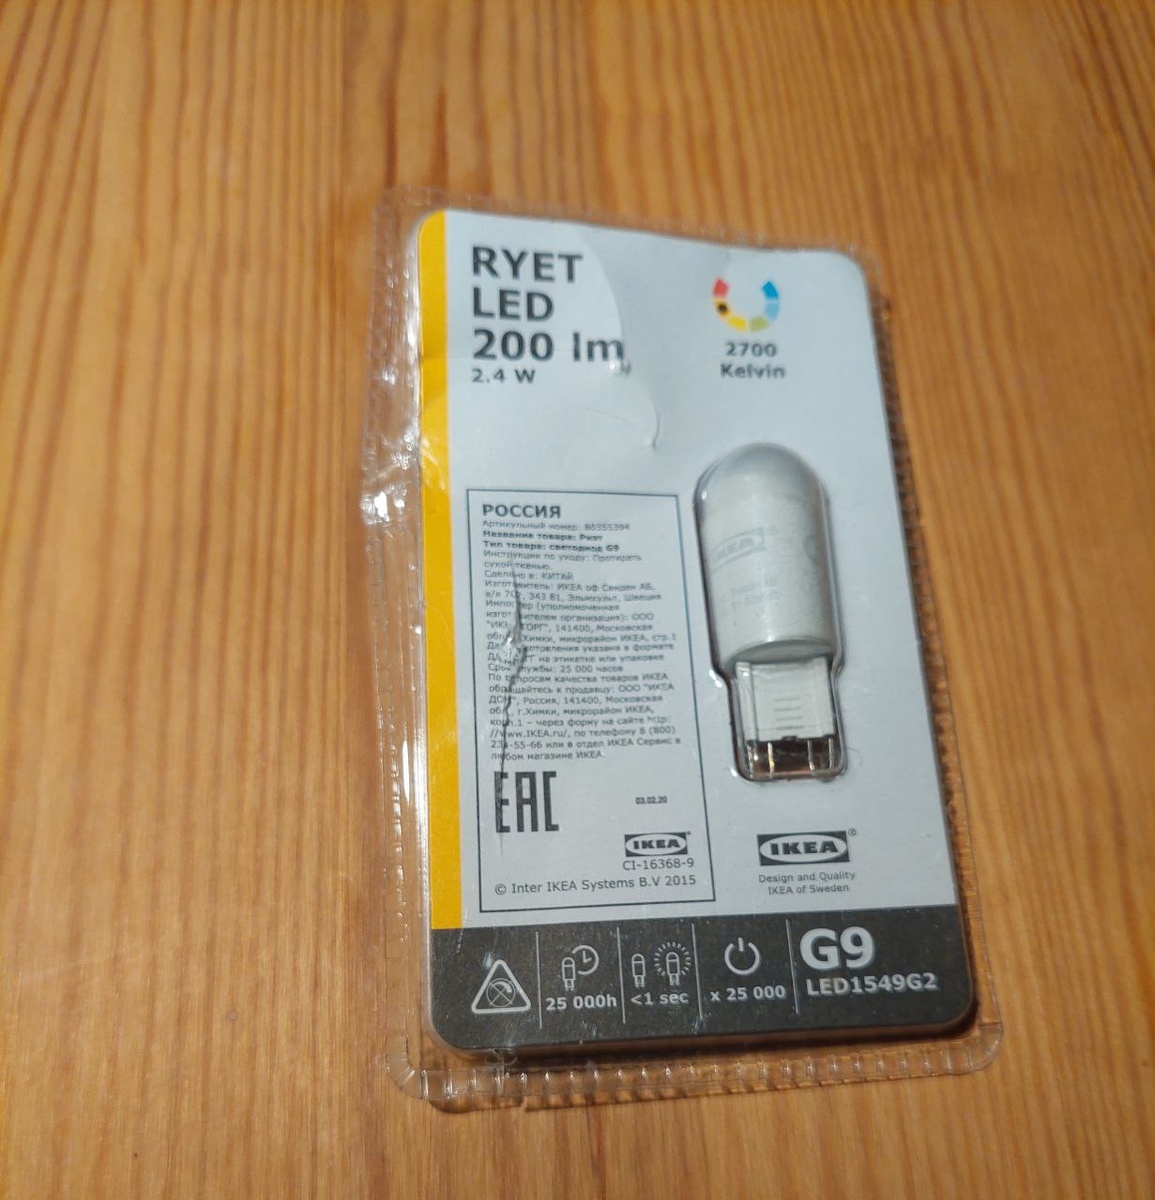 RYET
LED
200 lm
2.4 W
2700
Kelvin
РОССИЯ
Артикульный номер: 80355394
Название товара: Риэт
Тип товара: светодиод G9
Инструкции по уходу: Протирать
сухой тканью.
Сделано в: КИТАЙ
Изготовитель: ИКЕА оф Свиден АБ,
а/я 702, 343 81, Эльмхульт, Швеция
(уполномоченная
организация): ООО
141400, Московская
Химки, микрорайон ИКЕА, стр.1
указана в формате
на этикетке или упаковке
службы: 25 000 часов
По вопросам качества товаров ИКЕА
обращайтесь к продавцу: ООО "ИКЕА
ДОМ", Россия, 141400, Московская
обл., г.Химки, микрорайон ИКЕА,
корп.1 – через форму на сайте http:
//www.IKEA.ru/, по телефону 8 (800)
234-55-66 или в отдел ИКЕА Сервис в
любом магазине ИКЕА.
EAC
03.02.20
IKEA®
CI-16368-9
© Inter IKEA Systems B.V 2015
IKEA
IKEA®
Design and Quality
IKEA of Sweden
25 000h
<1 sec
x 25 000
G9
LED1549G2